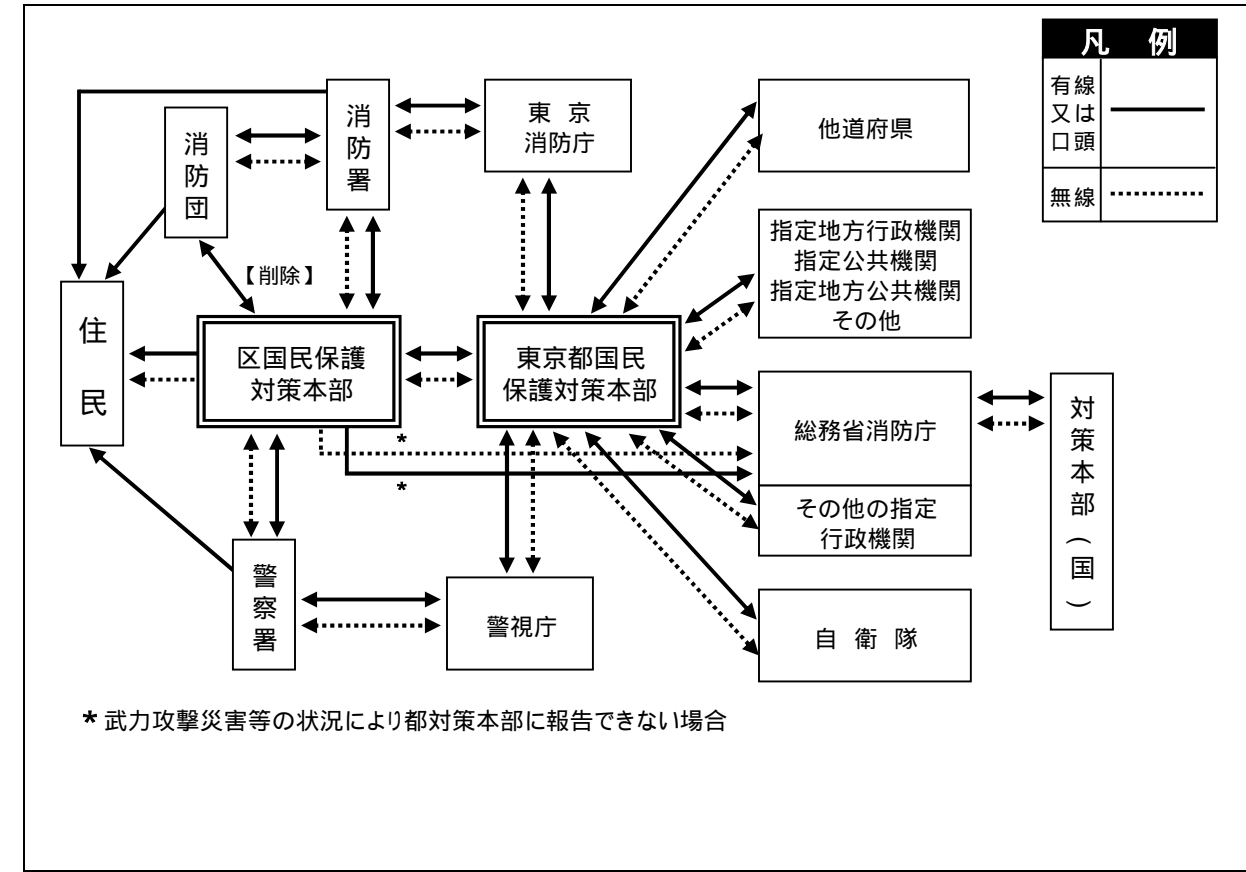 凡 例
有線
又は
口頭
無線
消防団
消防署
東 京
消防庁
他道府県
指定地方行政機関
指定公共機関
指定地方公共機関
その他
【削除】
住民
区国民保護
対策本部
東京都国民
保護対策本部
総務省消防庁
対策本部(国)
*
*
その他の指定
行政機関
警察署
警視庁
自 衛 隊
* 武力攻撃災害等の状況により都対策本部に報告できない場合